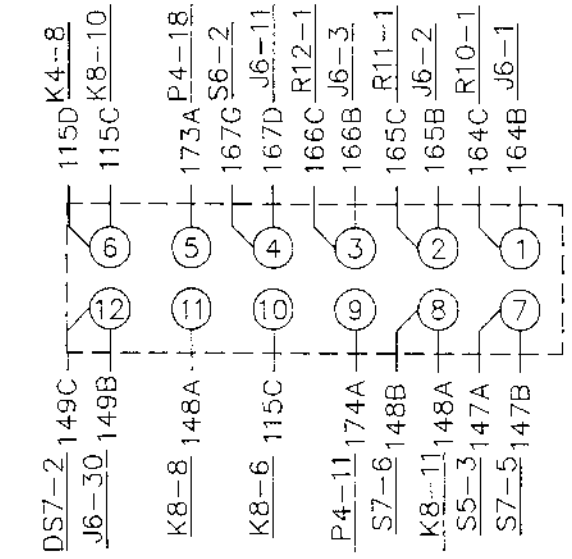 115D K4-8
115C K8-10
173A P4-18
167G S6-2
167D J6-11
166C R12-1
166B J6-3
165C R11-1
165B J6-2
164C R10-1
164B J6-1
6
5
4
3
2
1
12
11
10
9
8
7
DS7-2 149C
J6-30 149B
K8-8 148A
K8-6 115C
P4-11 174A
S7-6 148B
K8-11 148A
S5-3 147A
S7-5 147B